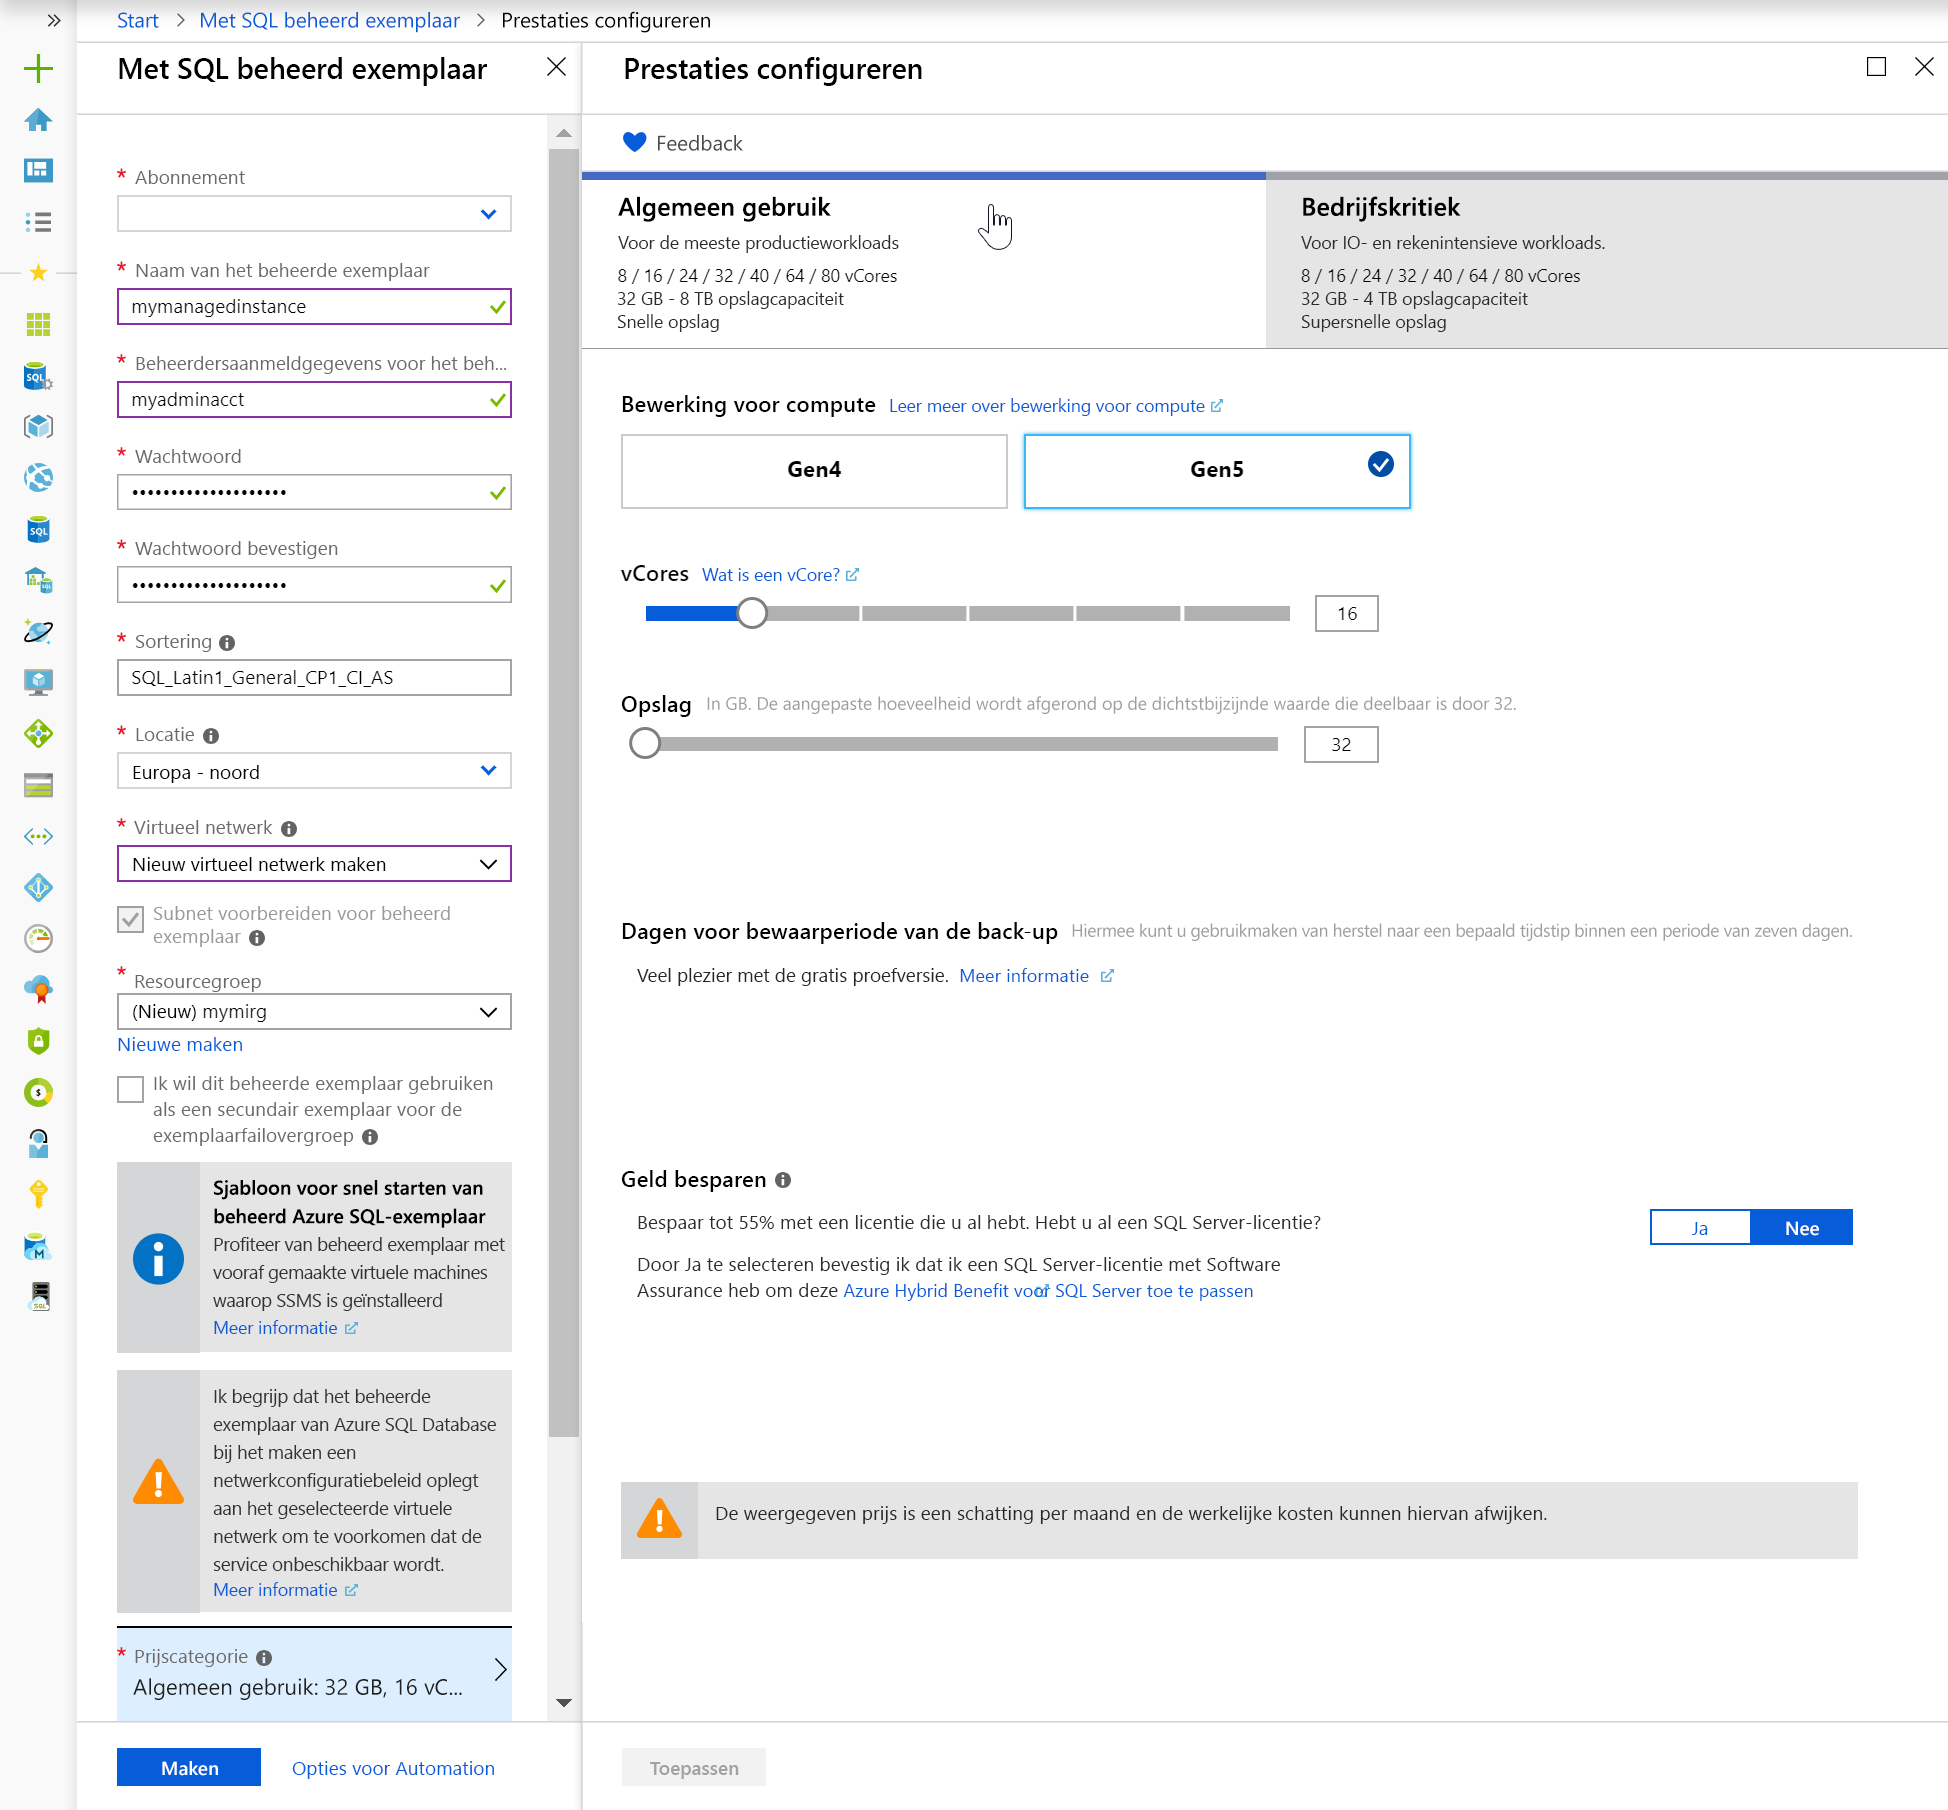 Start > Met SQL beheerd exemplaar > Prestaties configureren
Met SQL beheerd exemplaar
* Abonnement
* Naam van het beheerde exemplaar
mymanagedinstance
* Beheerdersaanmeldgegevens voor het beh...
myadminacct
* Wachtwoord
••••••••••••••••••••
* Wachtwoord bevestigen
••••••••••••••••••••
* Sortering
SQL_Latin1_General_CP1_CI_AS
* Locatie
Europa - noord
* Virtueel netwerk
Nieuw virtueel netwerk maken
Subnet voorbereiden voor beheerd
exemplaar
* Resourcegroep
(Nieuw) mymirg
Nieuwe maken
Ik wil dit beheerde exemplaar gebruiken
als een secundair exemplaar voor de
exemplaarfailovergroep
Sjabloon voor snel starten van
beheerd Azure SQL-exemplaar
Profiteer van beheerd exemplaar met
vooraf gemaakte virtuele machines
waarop SSMS is geïnstalleerd
Meer informatie
Ik begrijp dat het beheerde
exemplaar van Azure SQL Database
bij het maken een
netwerkconfiguratiebeleid oplegt
aan het geselecteerde virtuele
netwerk om te voorkomen dat de
service onbeschikbaar wordt.
Meer informatie
* Prijscategorie
Algemeen gebruik: 32 GB, 16 vC...
Maken
Opties voor Automation
Prestaties configureren
Feedback
Algemeen gebruik
Voor de meeste productieworkloads
8 / 16 / 24 / 32 / 40 / 64 / 80 vCores
32 GB - 8 TB opslagcapaciteit
Snelle opslag
Bedrijfskritiek
Voor IO- en rekenintensieve workloads.
8 / 16 / 24 / 32 / 40 / 64 / 80 vCores
32 GB - 4 TB opslagcapaciteit
Supersnelle opslag
Bewerking voor compute Leer meer over bewerking voor compute
Gen4
Gen5
vCores Wat is een vCore?
16
Opslag In GB. De aangepaste hoeveelheid wordt afgerond op de dichtstbijzijnde waarde die deelbaar is door 32.
32
Dagen voor bewaarperiode van de back-up Hiermee kunt u gebruikmaken van herstel naar een bepaald tijdstip binnen een periode van zeven dagen.
Veel plezier met de gratis proefversie. Meer informatie
Geld besparen
Bespaar tot 55% met een licentie die u al hebt. Hebt u al een SQL Server-licentie?
Ja
Nee
Door Ja te selecteren bevestig ik dat ik een SQL Server-licentie met Software
Assurance heb om deze Azure Hybrid Benefit voor SQL Server toe te passen
De weergegeven prijs is een schatting per maand en de werkelijke kosten kunnen hiervan afwijken.
Toepassen